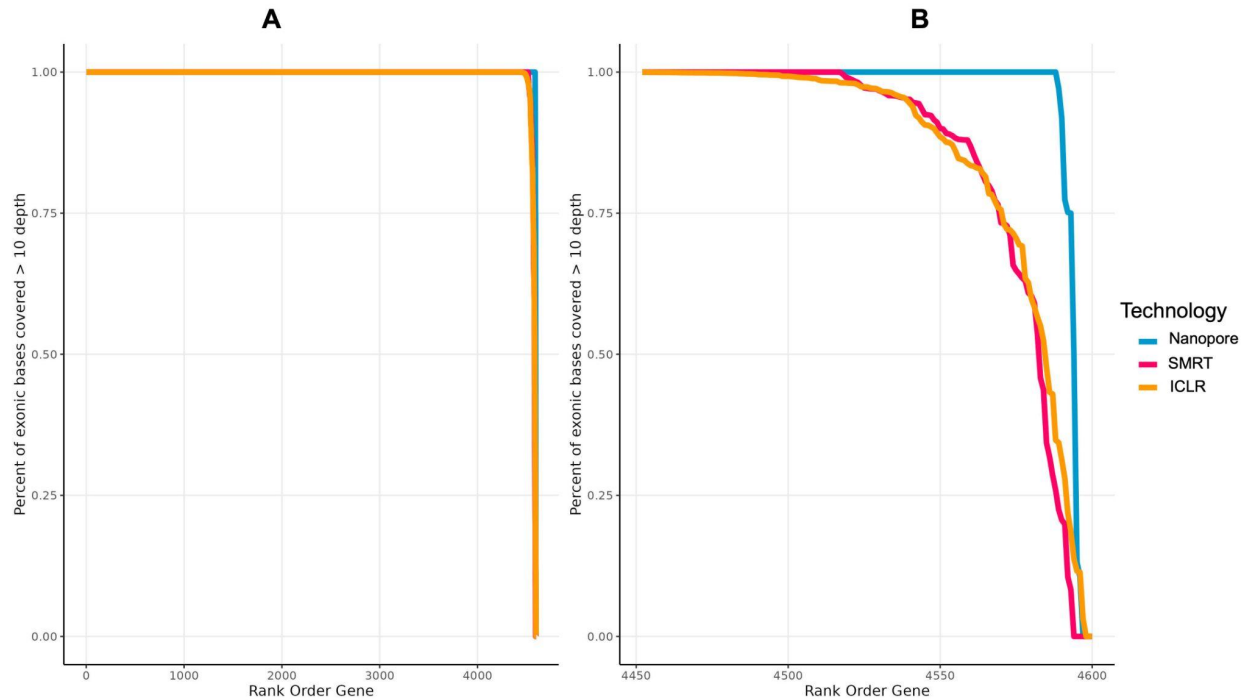 A
Percent of exonic bases covered > 10 depth
1.00
0.75
0.50
0.25
0.00
0 1000 2000 3000 4000
Rank Order Gene
B
Percent of exonic bases covered > 10 depth
1.00
0.75
0.50
0.25
0.00
4450 4500 4550 4600
Rank Order Gene
Technology
Nanopore
SMRT
ICLR